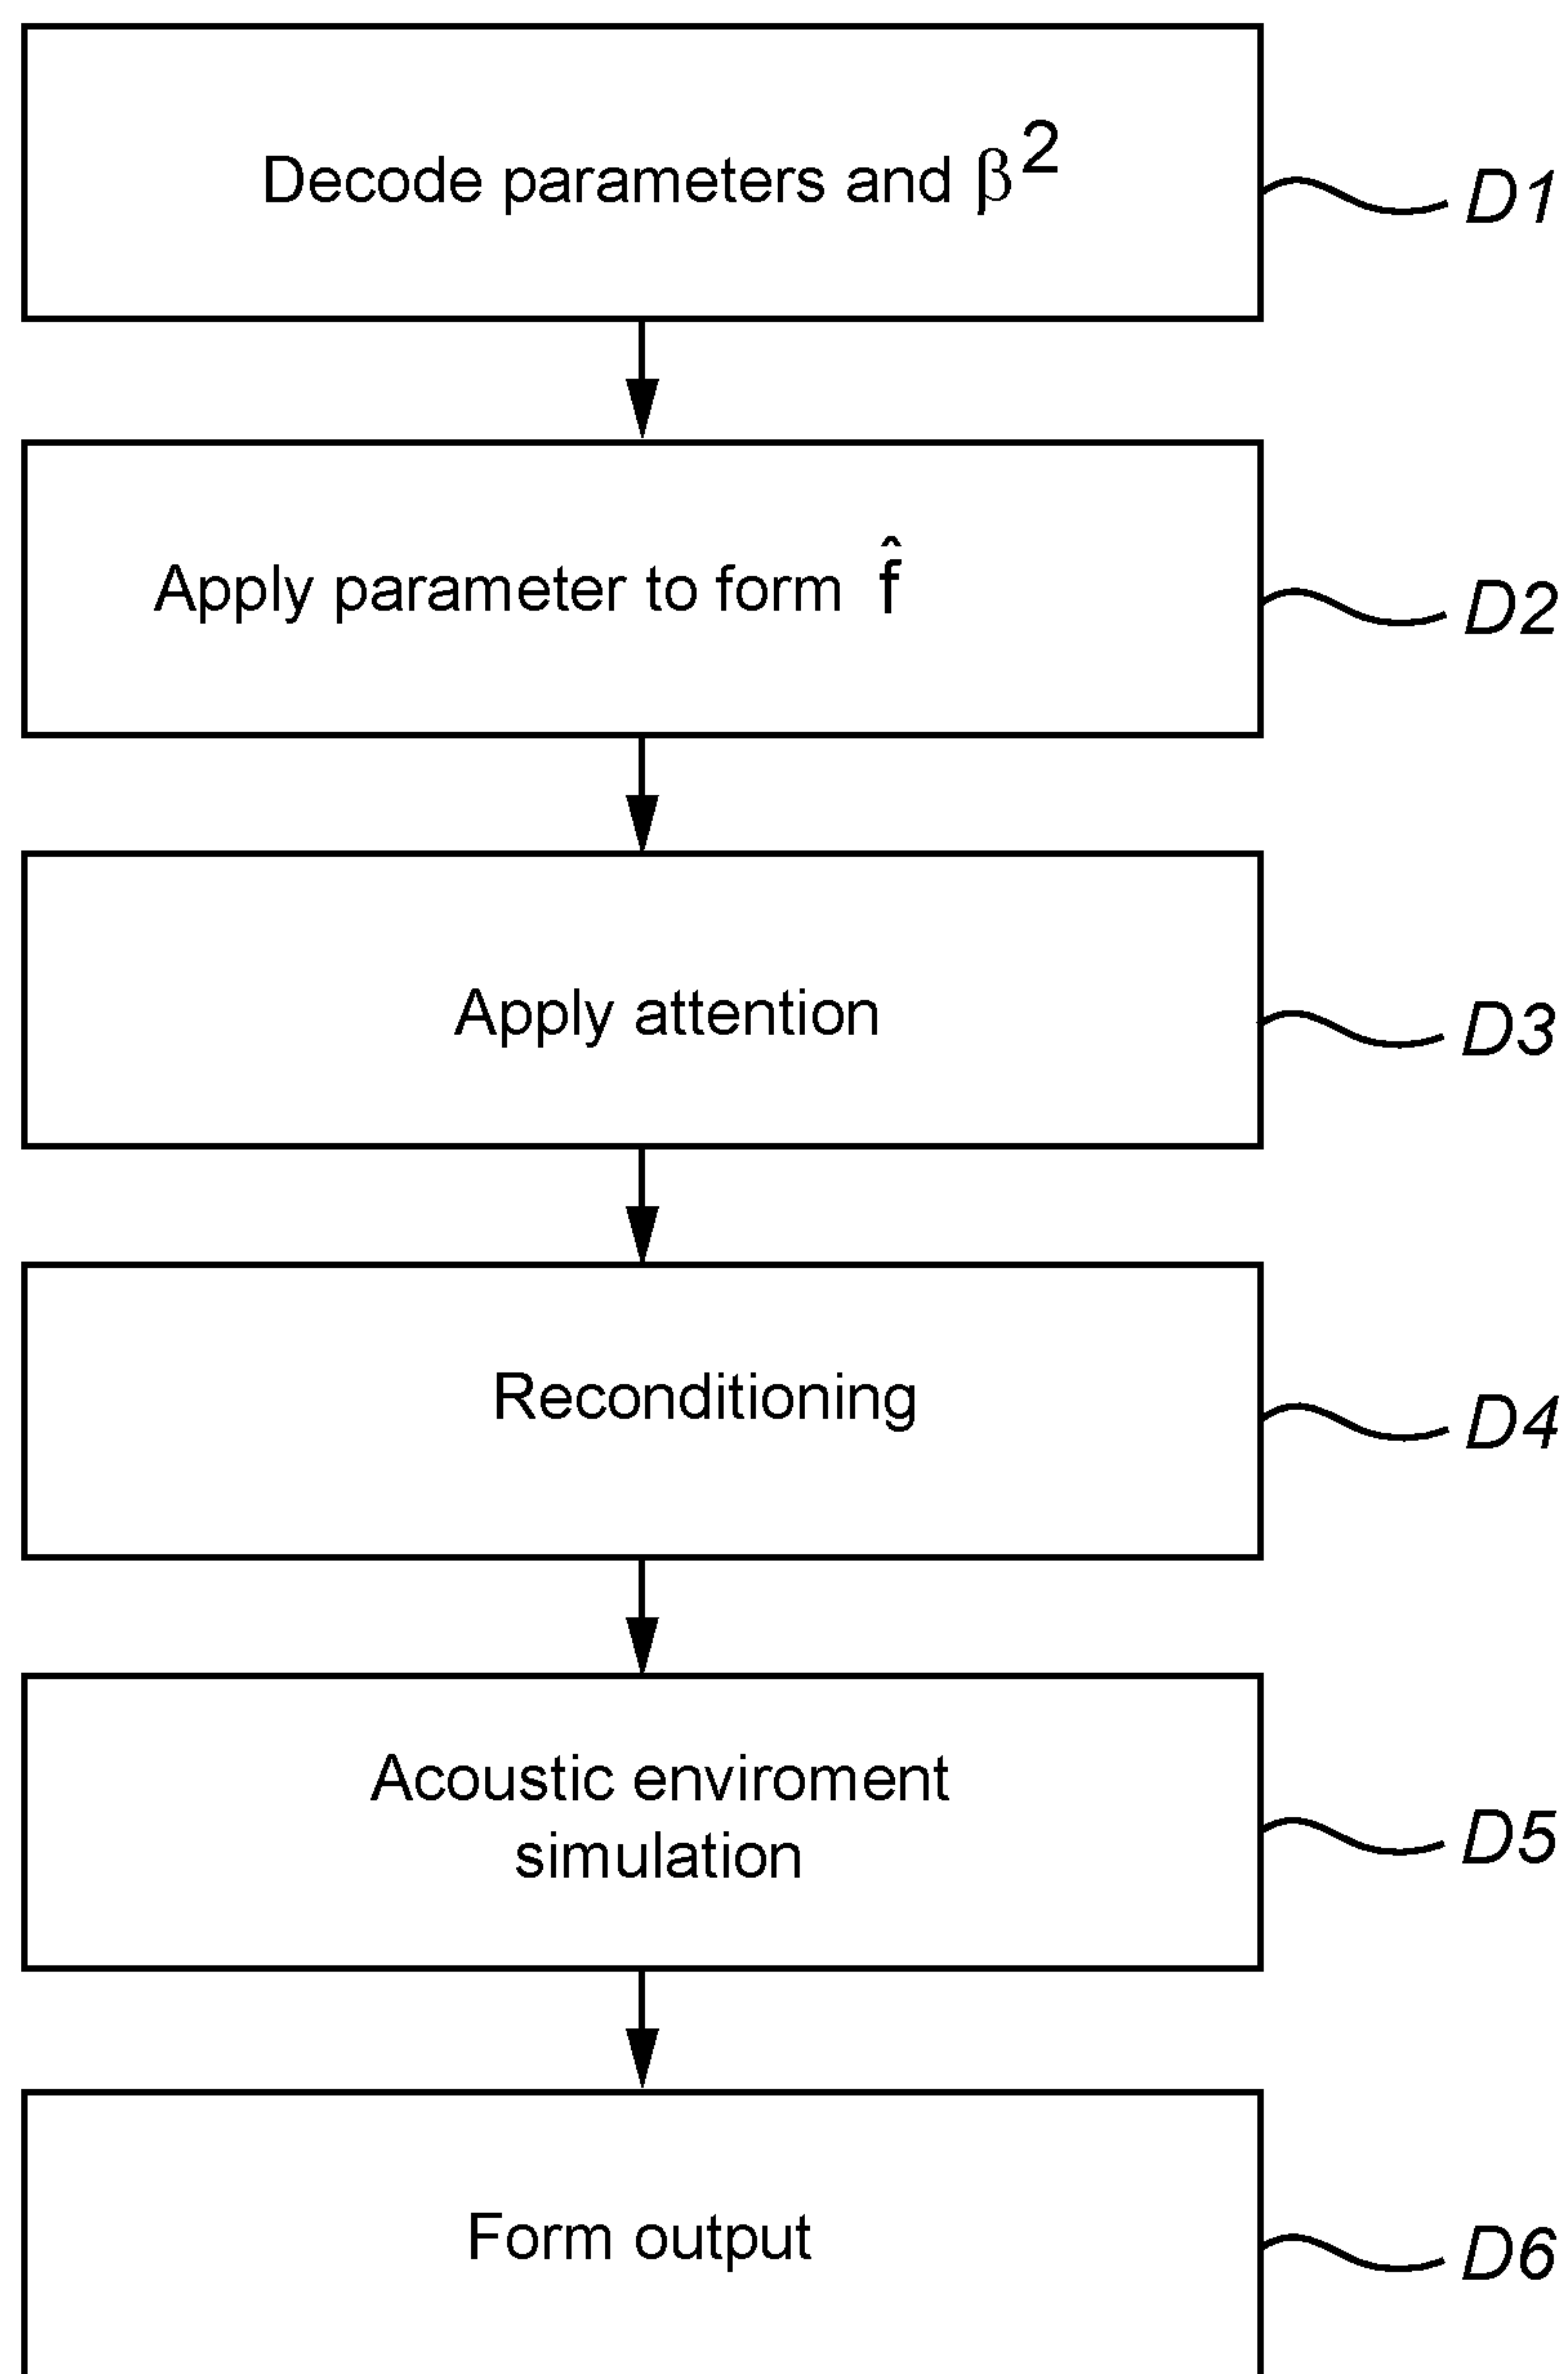 Decode parameters and β²
D1
Apply parameter to form f̂
D2
Apply attention
D3
Reconditioning
D4
Acoustic enviroment
simulation
D5
Form output
D6